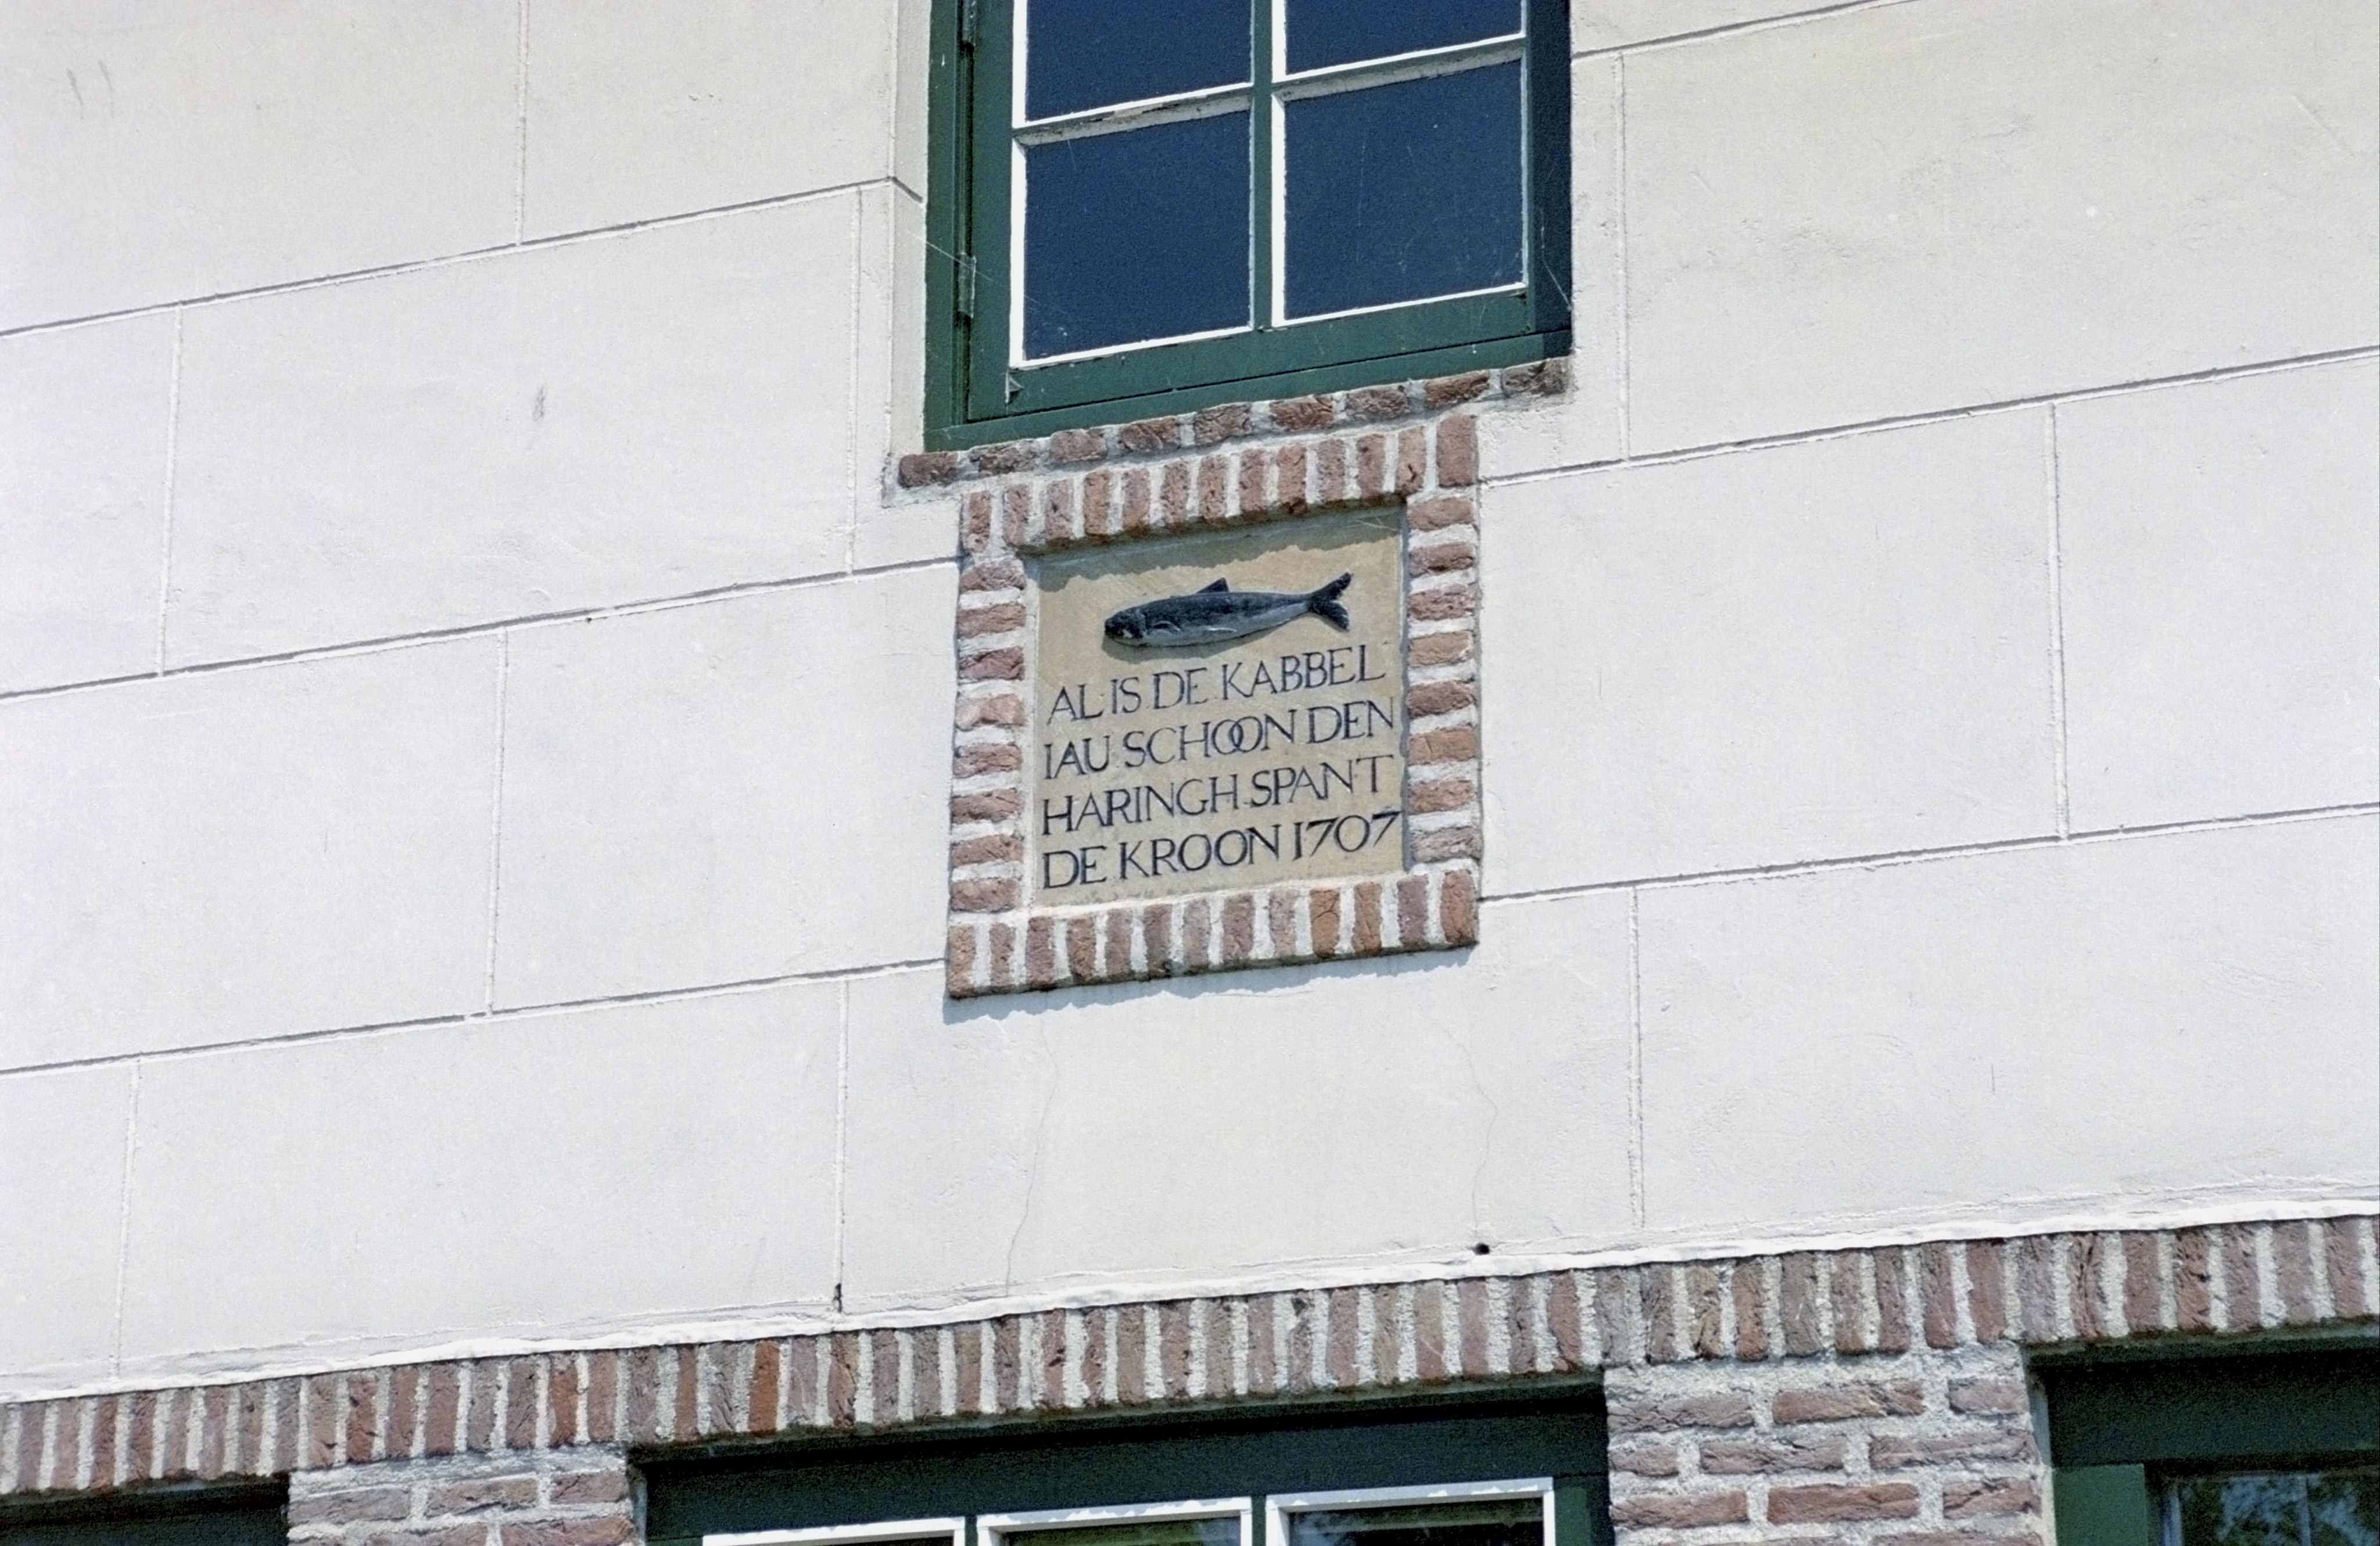 AL IS DE KABBEL
IAU SCHOON DEN
HARINGH SPANT
DE KROON 1707